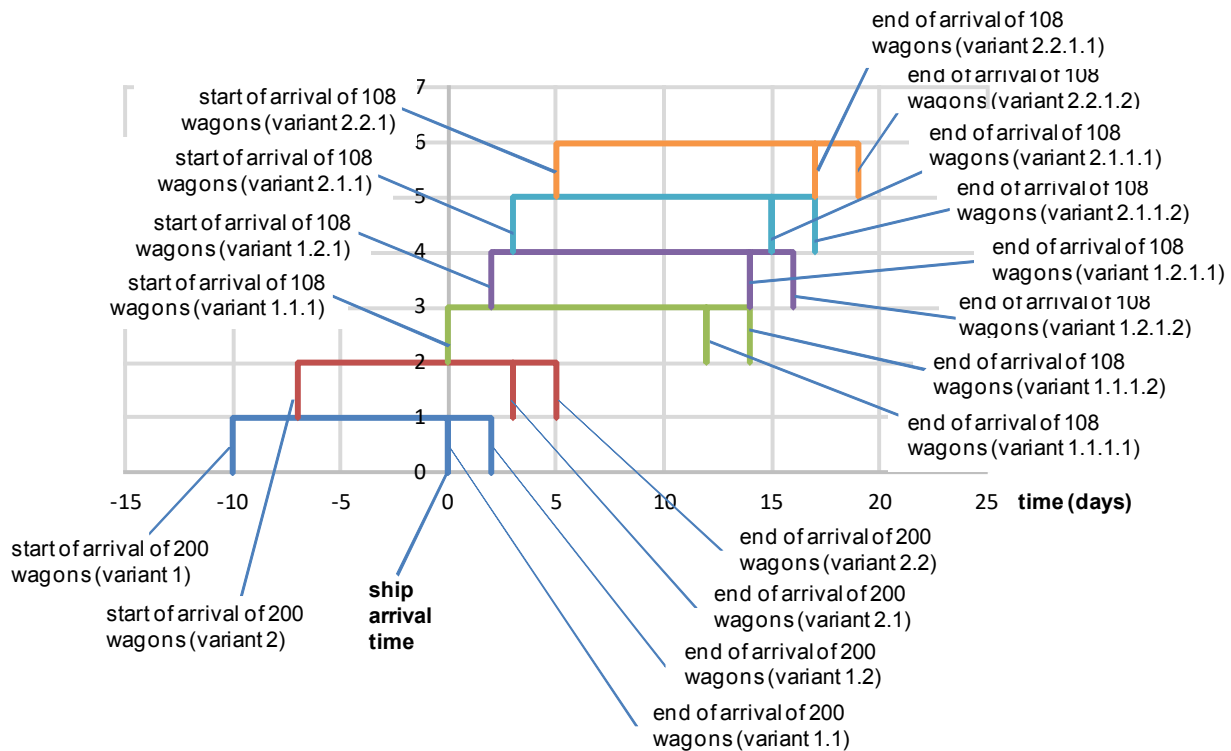 end of arrival of 108
wagons (variant 2.2.1.1)
end of arrival of 108
wagons (variant 2.2.1.2)
end of arrival of 108
wagons (variant 2.1.1.1)
end of arrival of 108
wagons (variant 2.1.1.2)
end of arrival of 108
wagons (variant 1.2.1.1)
end of arrival of 108
wagons (variant 1.2.1.2)
end of arrival of 108
wagons (variant 1.1.1.2)
end of arrival of 108
wagons (variant 1.1.1.1)
start of arrival of 108
wagons (variant 2.2.1)
start of arrival of 108
wagons (variant 2.1.1)
start of arrival of 108
wagons (variant 1.2.1)
start of arrival of 108
wagons (variant 1.1.1)
7
6
5
4
3
2
1
0
-15 -10 -5 0 5 10 15 20 25 time (days)
start of arrival of 200
wagons (variant 1)
start of arrival of 200
wagons (variant 2)
ship
arrival
time
end of arrival of 200
wagons (variant 2.2)
end of arrival of 200
wagons (variant 2.1)
end of arrival of 200
wagons (variant 1.2)
end of arrival of 200
wagons (variant 1.1)